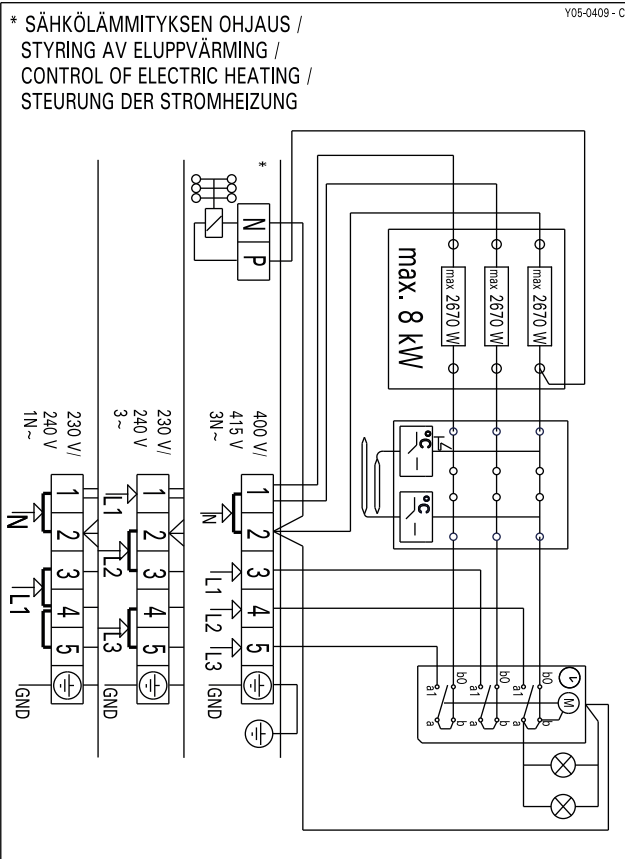 * SÄHKÖLÄMMITYKSEN OHJAUS /
STYRING AV ELUPPVÄRMING /
CONTROL OF ELECTRIC HEATING /
STEURUNG DER STROMHEIZUNG
Y05-0409 - C
*
N
P
max. 8 kW
max 2670 W
max 2670 W
max 2670 W
°C
°C
400 V/
415 V
3N~
1
2
3
4
5
N
L1
L2
L3
GND
230 V/
240 V
3~
1
2
3
4
5
L1
L2
L3
GND
230 V/
240 V
1N~
1
2
3
4
5
N
L1
GND
M
b0
a1
b
a
b0
a1
b
a
b0
a1
b
a